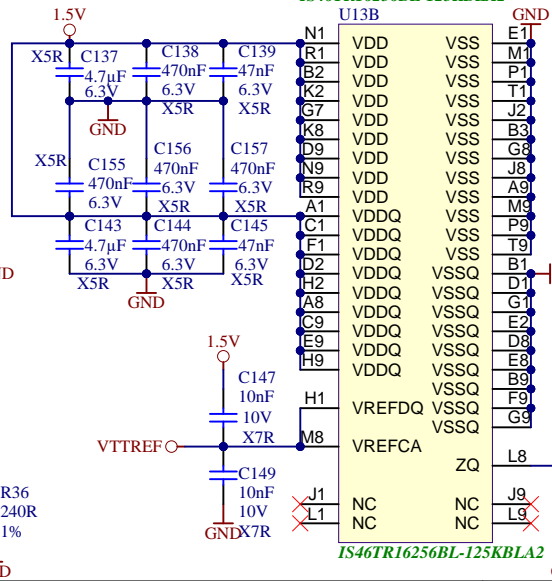 1.5V
U13B
GND
X5R
C137
4.7µF
6.3V
C138
470nF
6.3V
X5R
C139
47nF
6.3V
X5R
GND
X5R
C155
470nF
6.3V
C156
470nF
6.3V
X5R
C157
470nF
6.3V
X5R
C143
4.7µF
6.3V
X5R
C144
470nF
6.3V
X5R
C145
47nF
6.3V
X5R
GND
1.5V
C147
10nF
10V
X7R
VTTREF
C149
10nF
10V
X7R
GND
R36
240R
1%
N1 VDD VSS E1
R1 VDD VSS M1
B2 VDD VSS P1
K2 VDD VSS T1
G7 VDD VSS J2
K8 VDD VSS B3
D9 VDD VSS G8
N9 VDD VSS J8
R9 VDD VSS A9
A1 VDDQ VSS M9
C1 VDDQ VSS P9
F1 VDDQ VSS T9
D2 VDDQ VSSQ B1
H2 VDDQ VSSQ D1
A8 VDDQ VSSQ G1
C9 VDDQ VSSQ E2
E9 VDDQ VSSQ D8
H9 VDDQ VSSQ E8
VSSQ B9
H1 VREFDQ VSSQ F9
VSSQ G9
M8 VREFCA
ZQ L8
J1 NC NC J9
L1 NC NC L9
IS46TR16256BL-125KBLA2